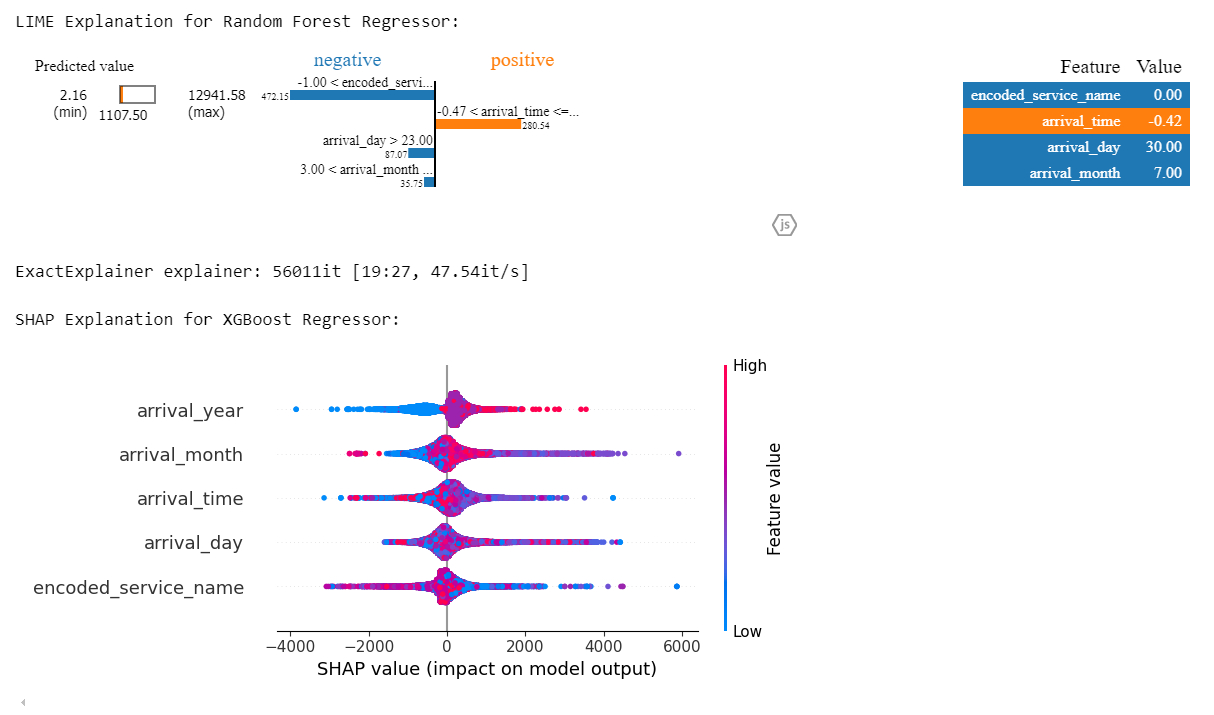 LIME Explanation for Random Forest Regressor:
Predicted value
2.16
(min)
1107.50
12941.58
(max)
negative
positive
-1.00 < encoded_servi...
472.15
-0.47 < arrival_time <=...
280.54
arrival_day > 23.00
87.07
3.00 < arrival_month ...
35.75
Feature Value
encoded_service_name 0.00
arrival_time -0.42
arrival_day 30.00
arrival_month 7.00
js
ExactExplainer explainer: 56011it [19:27, 47.54it/s]
SHAP Explanation for XGBoost Regressor:
High
arrival_year
arrival_month
arrival_time
arrival_day
encoded_service_name
Feature value
Low
−4000 −2000 0 2000 4000 6000
SHAP value (impact on model output)